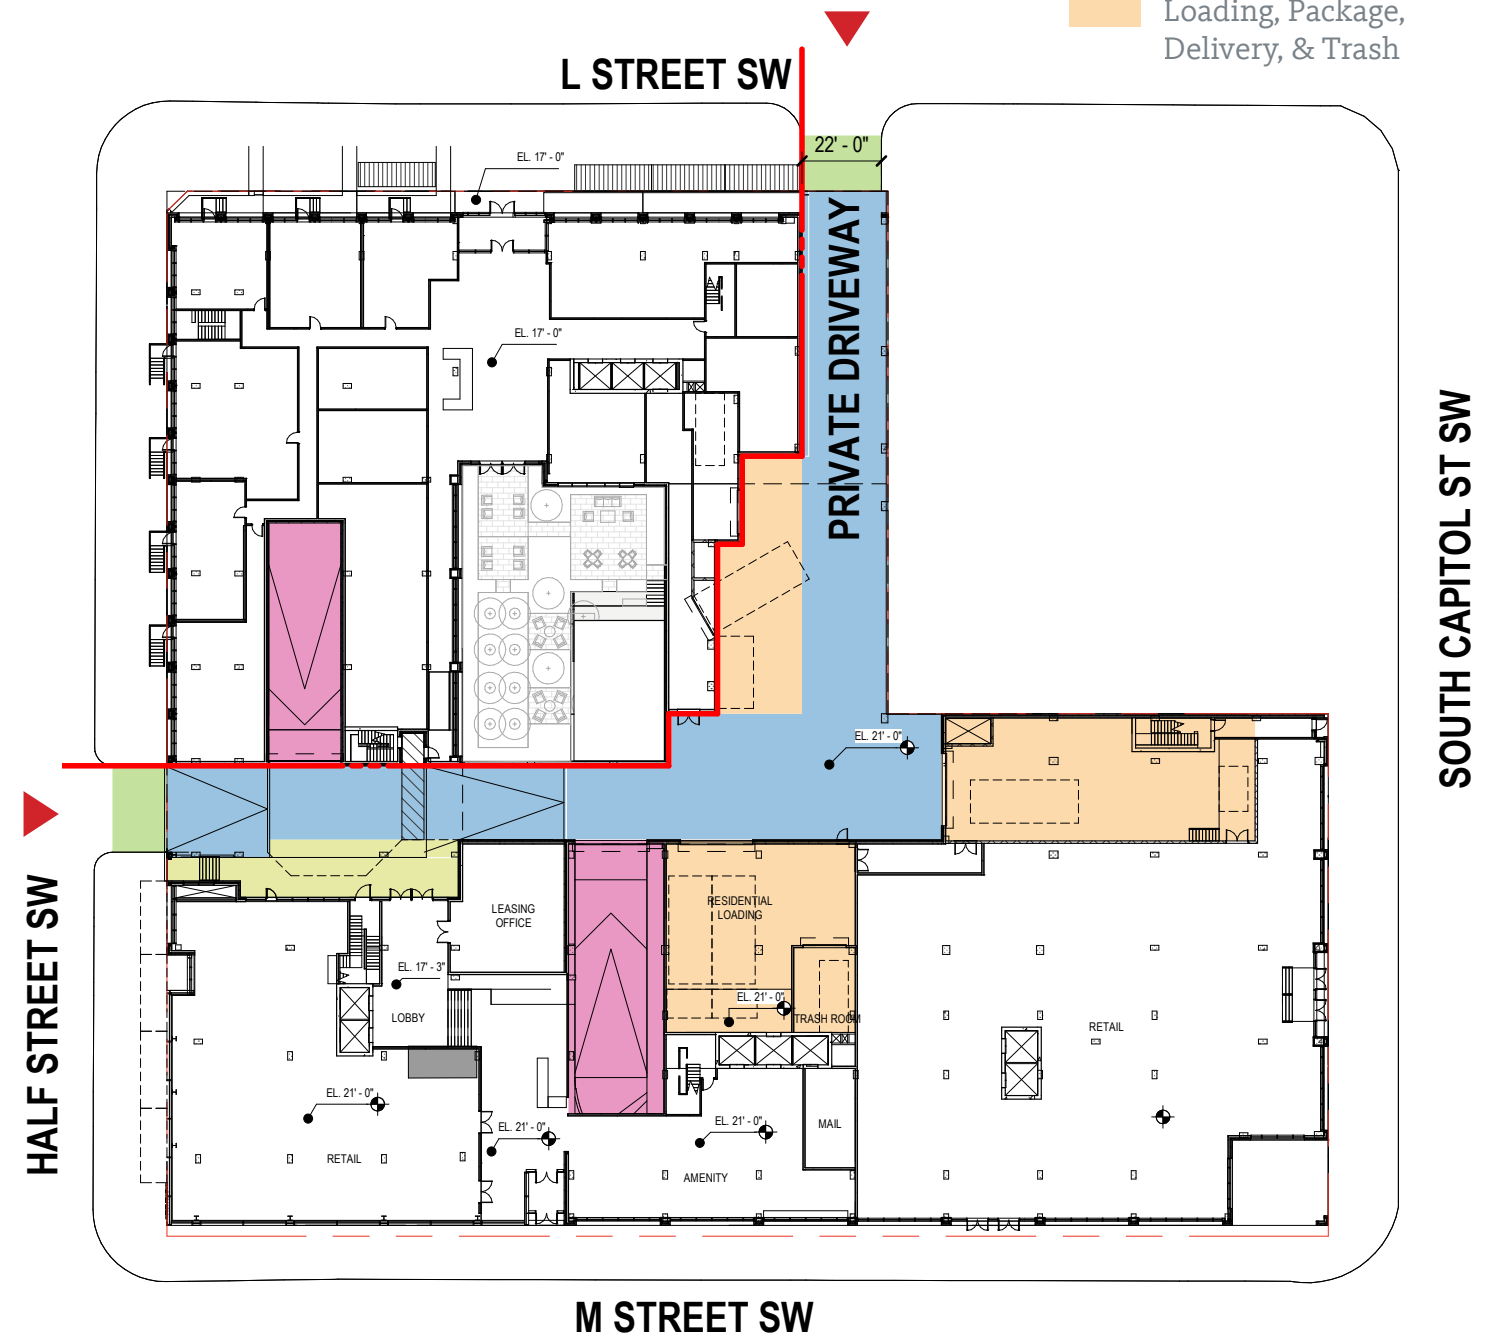 Loading, Package,
Delivery, & Trash
L STREET SW
22' - 0"
EL. 17' - 0"
PRIVATE DRIVEWAY
EL. 17' - 0"
SOUTH CAPITOL ST SW
EL. 21' - 0"
HALF STREET SW
LEASING
OFFICE
RESIDENTIAL
LOADING
EL. 17' - 3"
EL. 21' - 0"
LOBBY
TRASH ROOM
RETAIL
EL. 21' - 0"
EL. 21' - 0"
EL. 21' - 0"
MAIL
RETAIL
AMENITY
M STREET SW